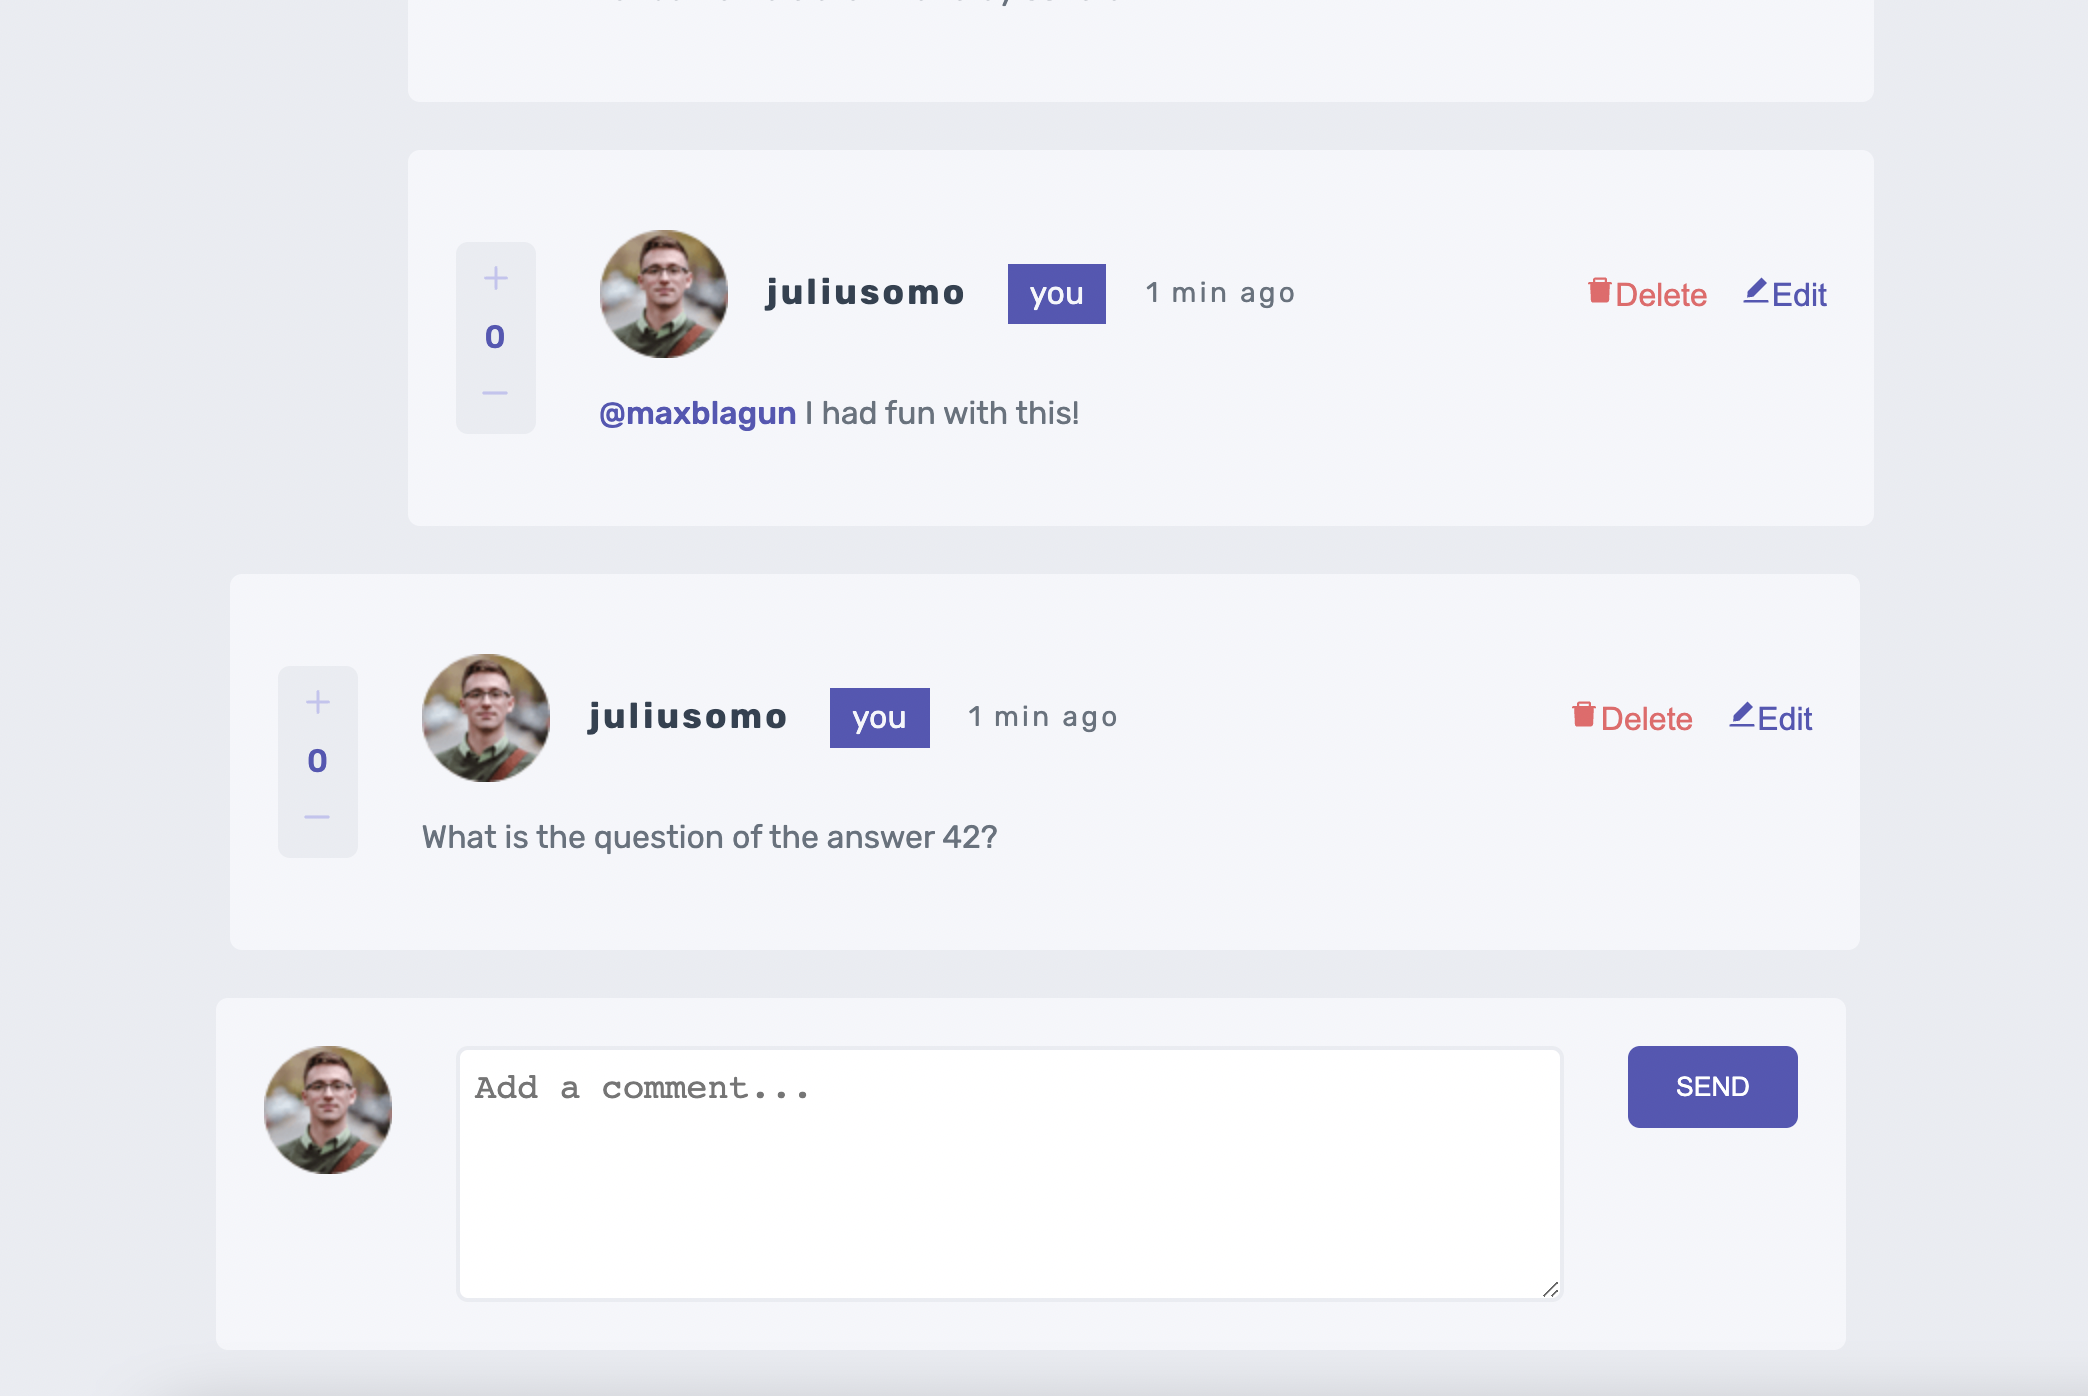 +
juliusomo you 1 min ago Delete Edit
0
@maxblagun I had fun with this!
+
juliusomo you 1 min ago Delete Edit
0
What is the question of the answer 42?
Add a comment...
SEND